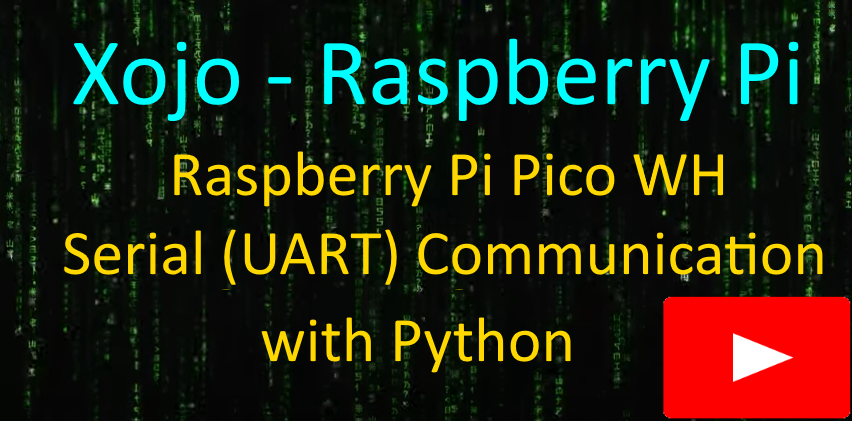 Xojo - Raspberry Pi
Raspberry Pi Pico WH
Serial (UART) Communication
with Python